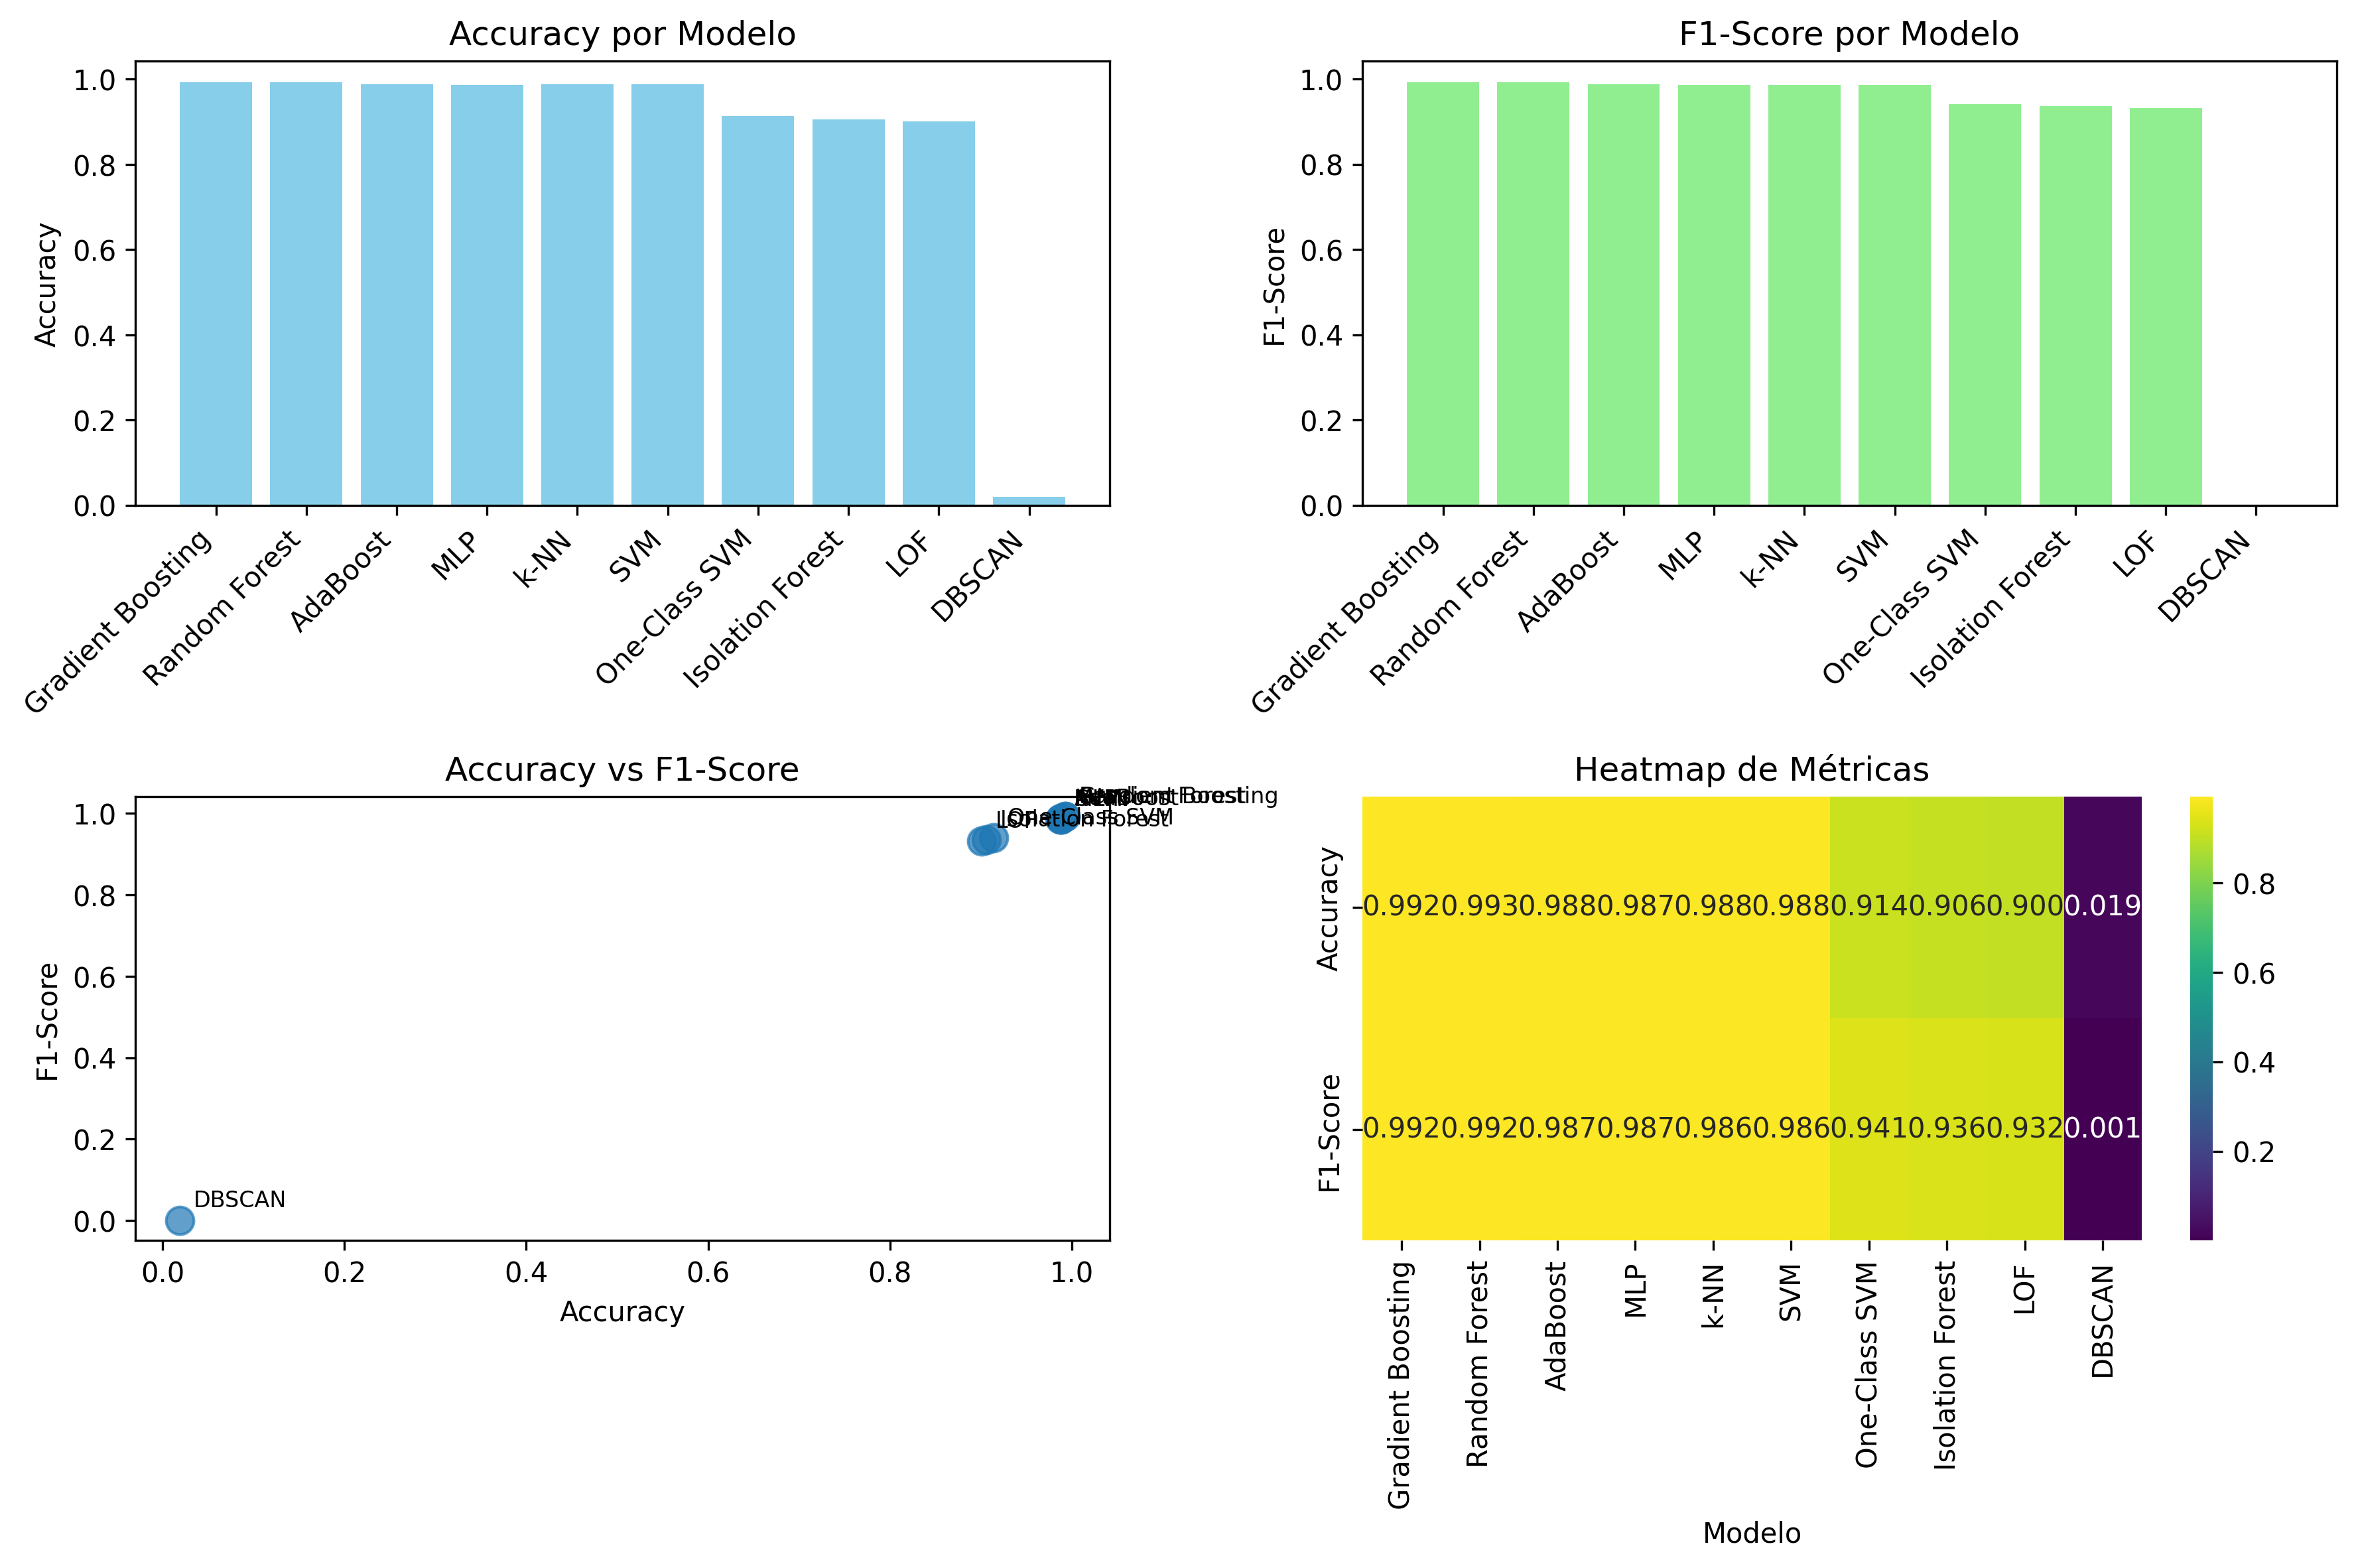 Accuracy por Modelo
Accuracy
1.0
0.8
0.6
0.4
0.2
0.0
Gradient Boosting
Random Forest
AdaBoost
MLP
k-NN
SVM
One-Class SVM
Isolation Forest
LOF
DBSCAN
F1-Score por Modelo
F1-Score
1.0
0.8
0.6
0.4
0.2
0.0
Gradient Boosting
Random Forest
AdaBoost
MLP
k-NN
SVM
One-Class SVM
Isolation Forest
LOF
DBSCAN
Accuracy vs F1-Score
F1-Score
1.0
0.8
0.6
0.4
0.2
0.0
One-Class SVM
Isolation Forest
LOF
DBSCAN
0.0 0.2 0.4 0.6 0.8 1.0
Accuracy
Heatmap de Métricas
Accuracy
0.992 0.993 0.988 0.987 0.988 0.988 0.914 0.906 0.900 0.019
F1-Score
0.992 0.992 0.987 0.987 0.986 0.986 0.941 0.936 0.932 0.001
Gradient Boosting
Random Forest
AdaBoost
MLP
k-NN
SVM
One-Class SVM
Isolation Forest
LOF
DBSCAN
Modelo
0.8
0.6
0.4
0.2